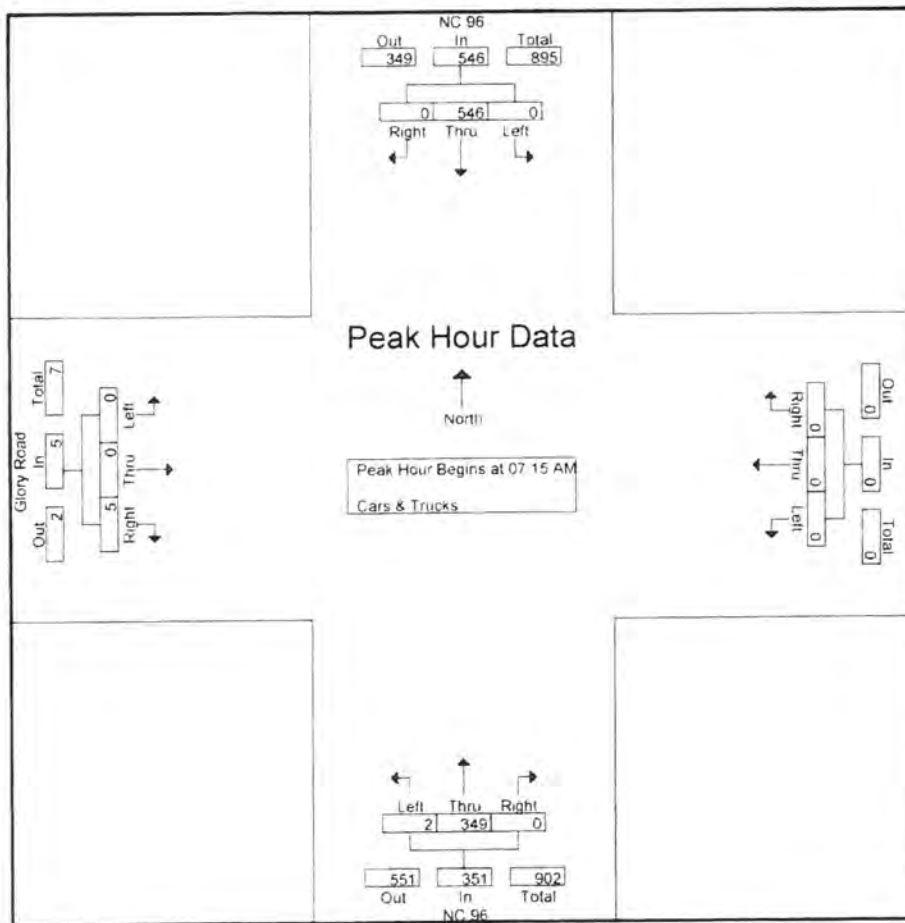 NC 96
Out In Total
349 546 895
0 546 0
Right Thru Left
Peak Hour Data
North
Peak Hour Begins at 07 15 AM
Cars & Trucks
Glory Road
Out In Total
2 5 7
Left Thru Right
0 0 5
Right Thru Left
0 0 0
Out In Total
0 0 0
Left Thru Right
2 349 0
551 351 902
Out In Total
NC 96